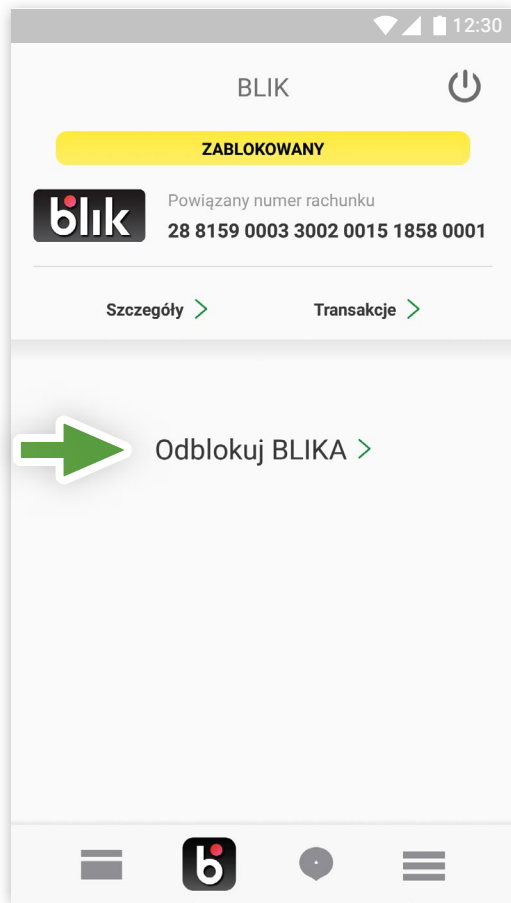 12:30
BLIK
ZABLOKOWANY
blik
Powiązany numer rachunku
28 8159 0003 3002 0015 1858 0001
Szczegóły
Transakcje
Odblokuj BLIKA
b